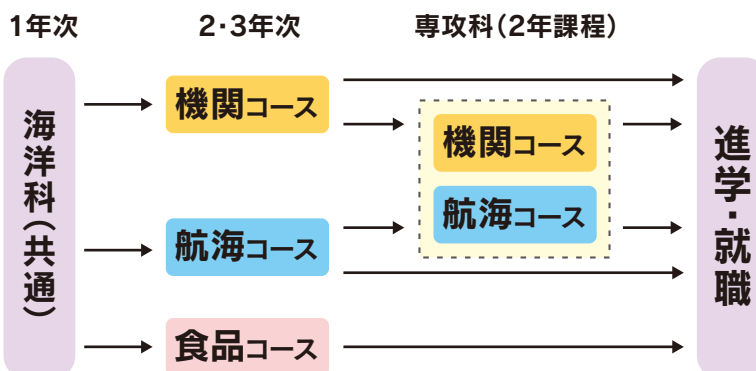 1年次
2・3年次
専攻科(2年課程)
海洋科(共通)
機関コース
航海コース
食品コース
機関コース
航海コース
進学・就職